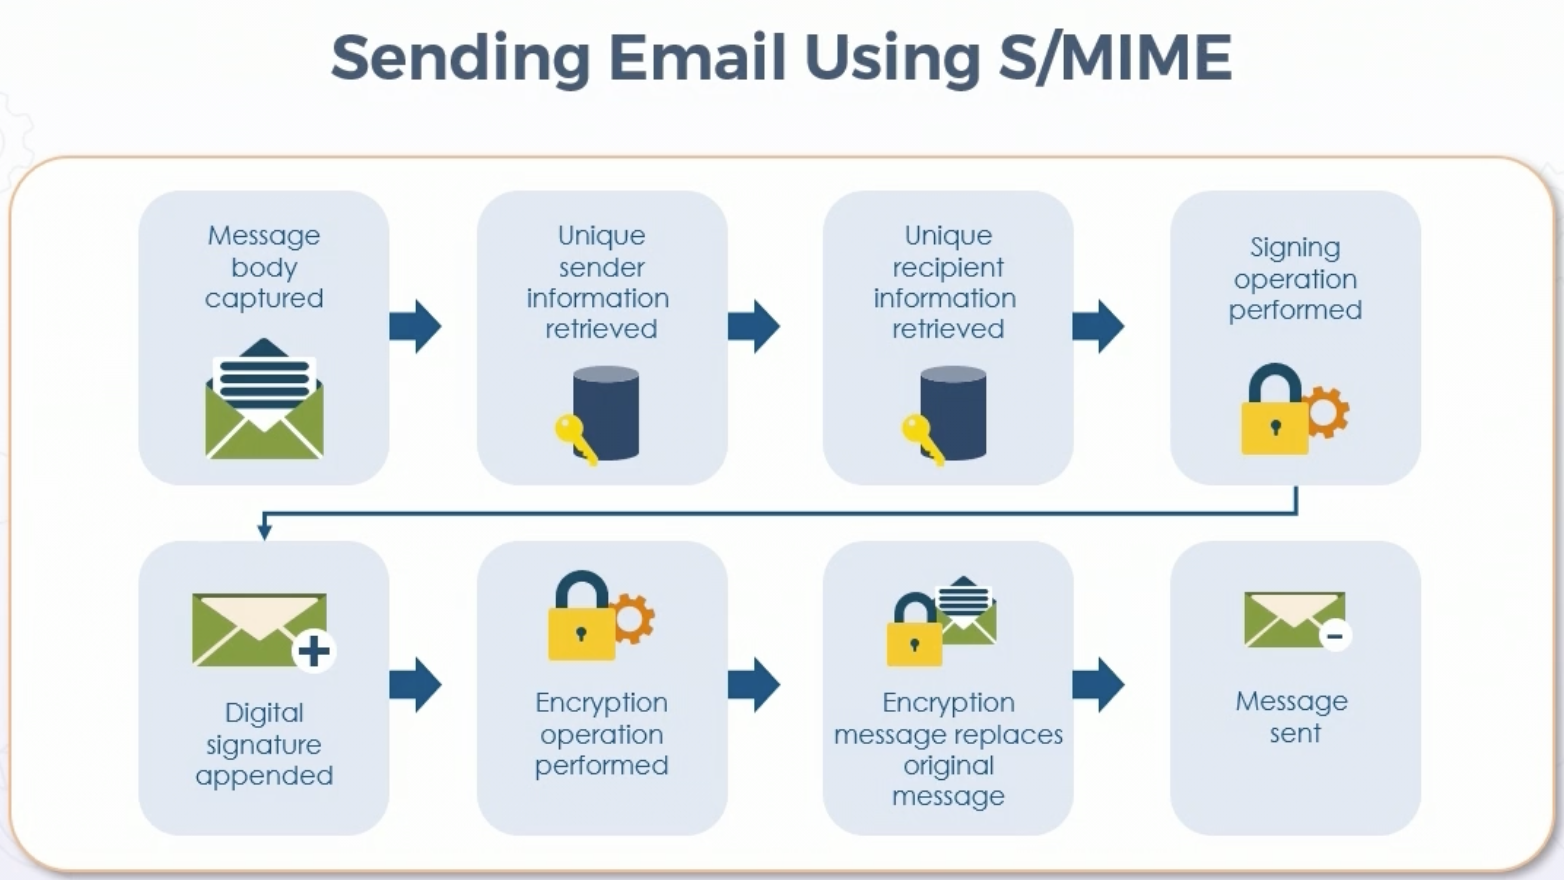 Sending Email Using S/MIME
Message
body
captured
Unique
sender
information
retrieved
Unique
recipient
information
retrieved
Signing
operation
performed
Digital
signature
appended
Encryption
operation
performed
Encryption
message replaces
original
message
Message
sent